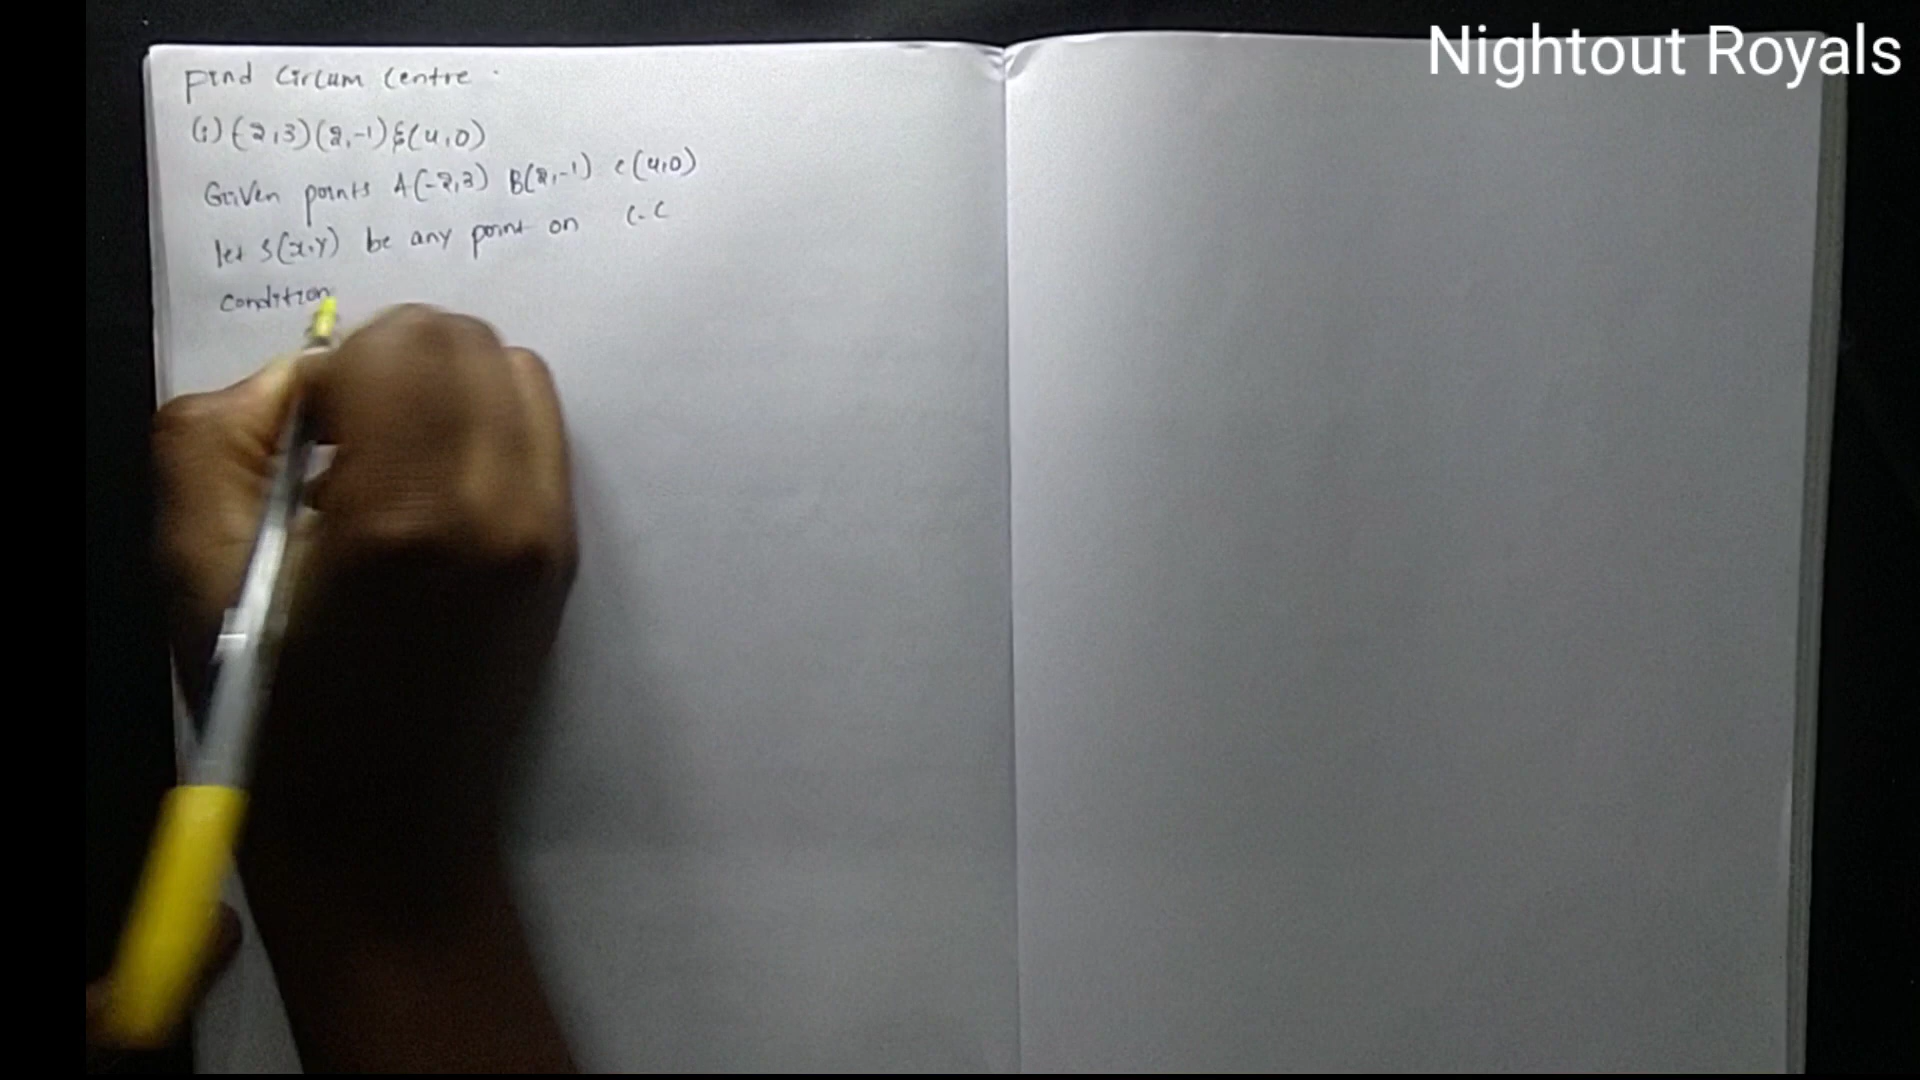 Nightout Royals
Find Circum Centre.
(i) (-2,3)(2,-1)&(4,0)
Given points A(-2,3) B(2,-1) C(4,0)
let S(x,y) be any point on C.C
Condition